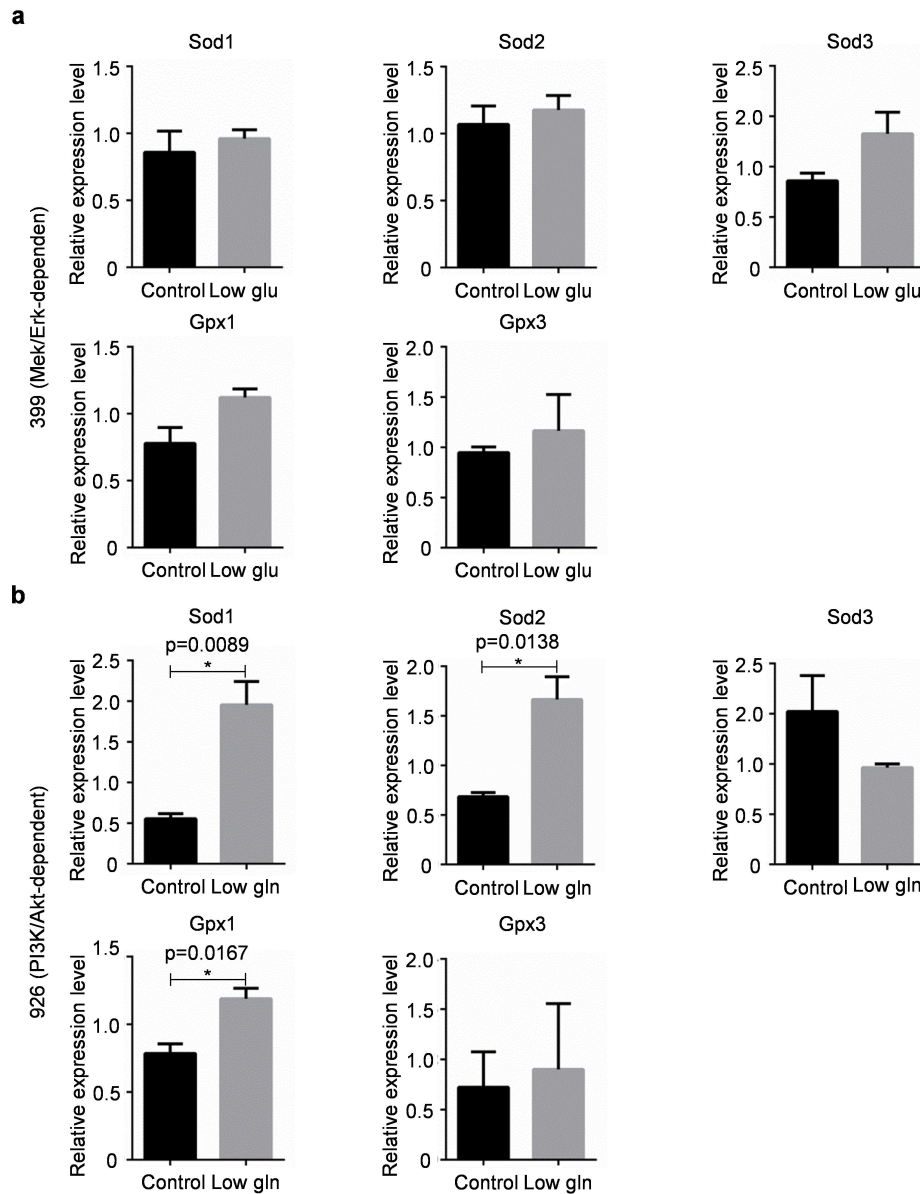 a
399 (Mek/Erk-dependen)
Sod1
Relative expression level
1.5
1.0
0.5
0
Control Low glu
Sod2
Relative expression level
1.5
1.0
0.5
0
Control Low glu
Sod3
Relative expression level
2.5
2.0
1.0
0.5
0
Control Low glu
Gpx1
Relative expression level
1.5
1.0
0.5
0
Control Low glu
Gpx3
Relative expression level
2.0
1.5
1.0
0.5
0
Control Low glu
b
926 (PI3K/Akt-dependent)
Sod1
p=0.0089
*
Relative expression level
2.5
2.0
1.5
1.0
0.5
0
Control Low gln
Sod2
p=0.0138
*
Relative expression level
2.0
1.5
1.0
0.5
0
Control Low gln
Sod3
Relative expression level
2.5
2.0
1.0
0.5
0
Control Low gln
Gpx1
p=0.0167
*
Relative expression level
1.5
1.0
0.5
0
Control Low gln
Gpx3
Relative expression level
2.0
1.5
1.0
0.5
0
Control Low gln